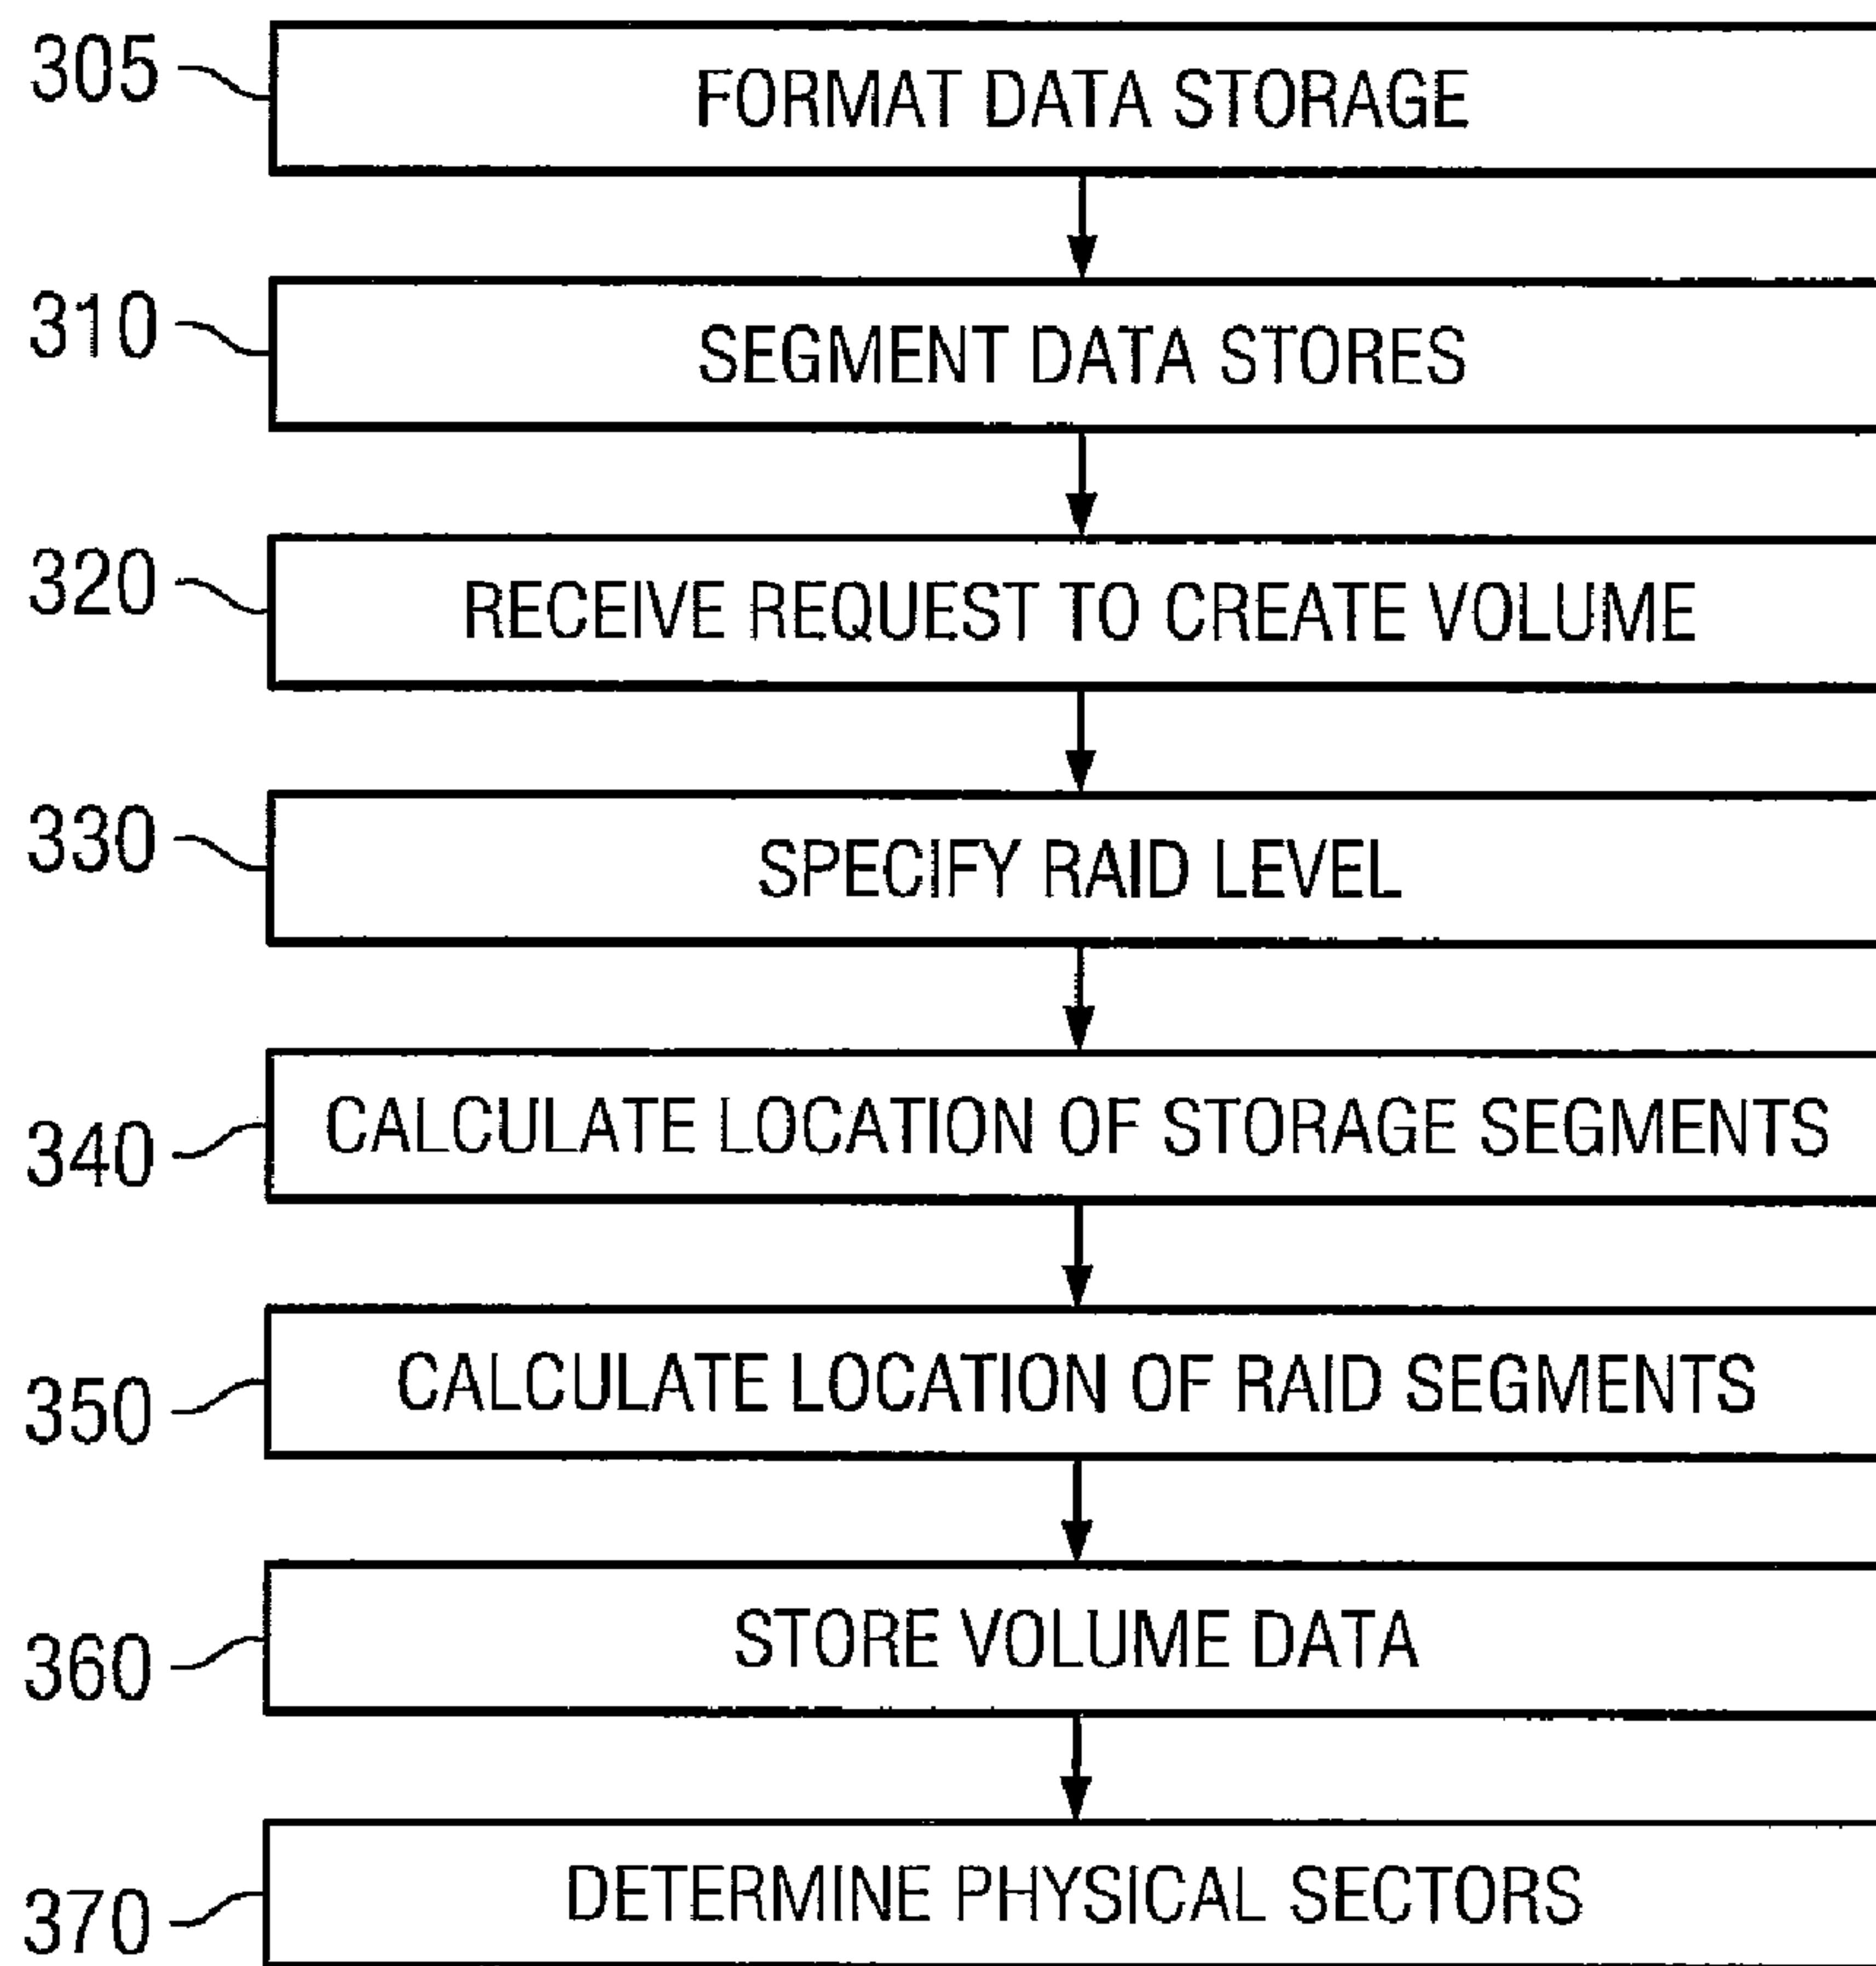 305 FORMAT DATA STORAGE
310 SEGMENT DATA STORES
320 RECEIVE REQUEST TO CREATE VOLUME
330 SPECIFY RAID LEVEL
340 CALCULATE LOCATION OF STORAGE SEGMENTS
350 CALCULATE LOCATION OF RAID SEGMENTS
360 STORE VOLUME DATA
370 DETERMINE PHYSICAL SECTORS